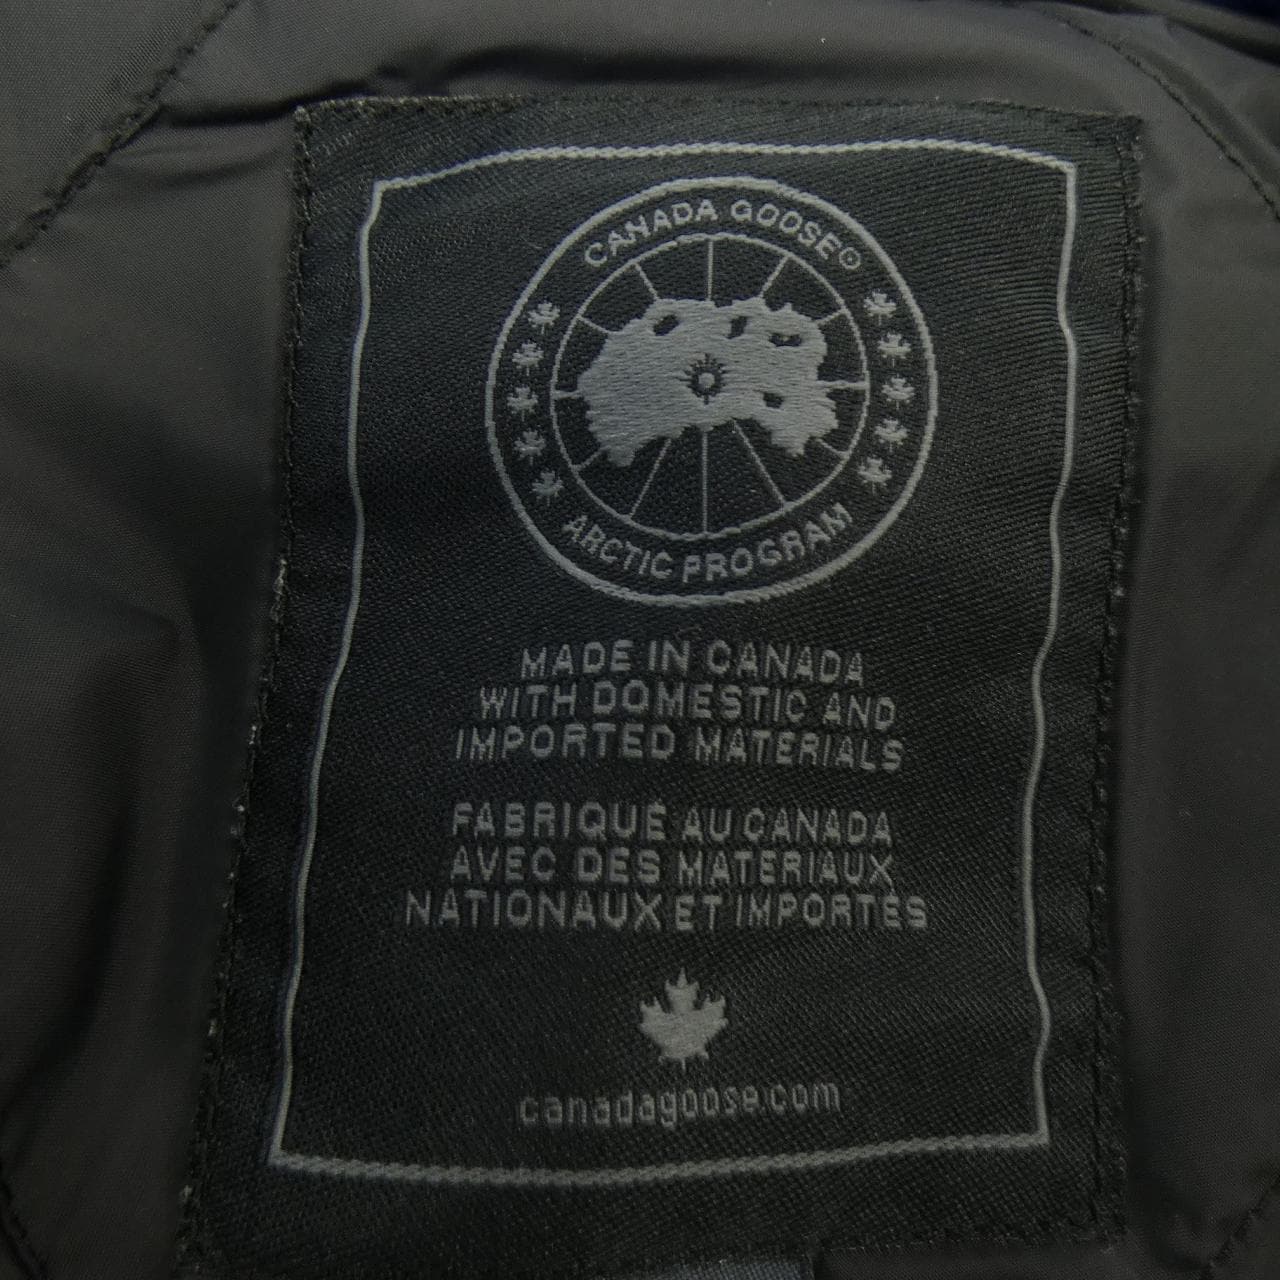 CANADA GOOSE®
ARCTIC PROGRAM
MADE IN CANADA
WITH DOMESTIC AND
IMPORTED MATERIALS
FABRIQUÉ AU CANADA
AVEC DES MATÉRIAUX
NATIONAUX ET IMPORTÉS
canadagoose.com